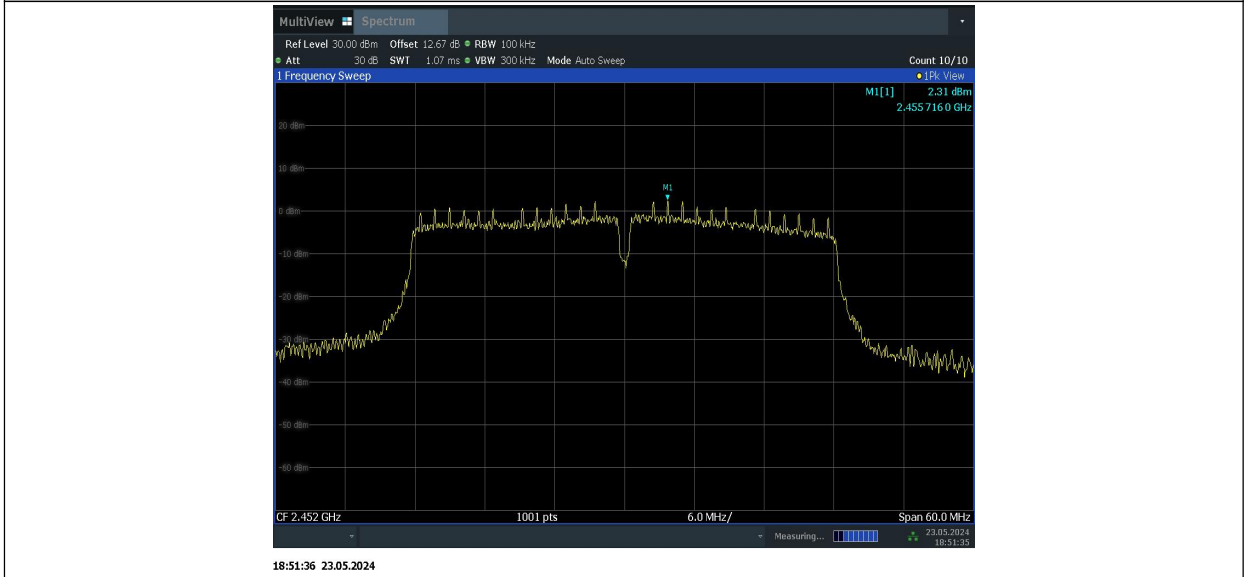 MultiView Spectrum
Ref Level 30.00 dBm Offset 12.67 dB RBW 100 kHz
Att 30 dB SWT 1.07 ms VBW 300 kHz Mode Auto Sweep Count 10/10
1 Frequency Sweep 1Pk View
M1[1] 2.31 dBm
2.455 716 0 GHz
20 dBm
10 dBm
M1
0 dBm
-10 dBm
-20 dBm
-30 dBm
-40 dBm
-50 dBm
-60 dBm
CF 2.452 GHz 1001 pts 6.0 MHz/ Span 60.0 MHz
Measuring... 23.05.2024
18:51:35
18:51:36 23.05.2024